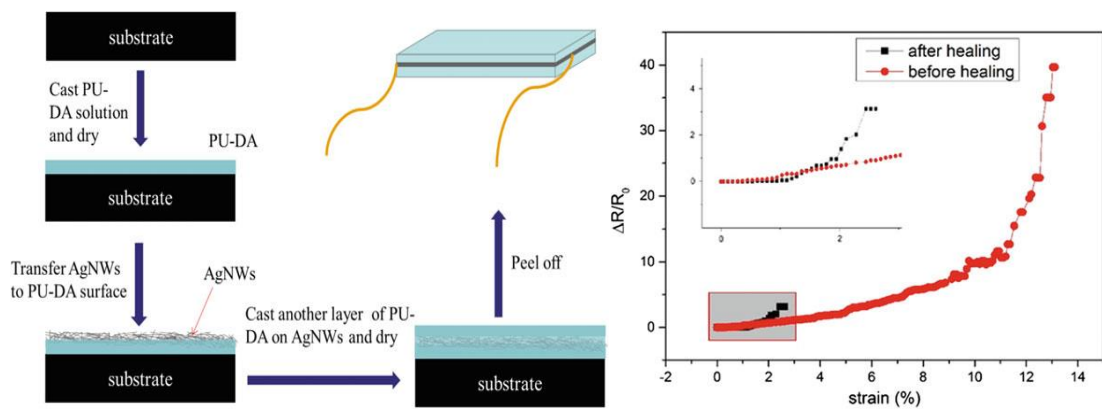 substrate
Cast PU-
DA solution
and dry
PU-DA
substrate
Transfer AgNWs
to PU-DA surface
AgNWs
substrate
Cast another layer of PU-
DA on AgNWs and dry
substrate
Peel off
after healing
before healing
ΔR/R0
40
30
20
10
0
4
3
2
1
0
0
2
-2
0
2
4
6
8
10
12
14
strain (%)